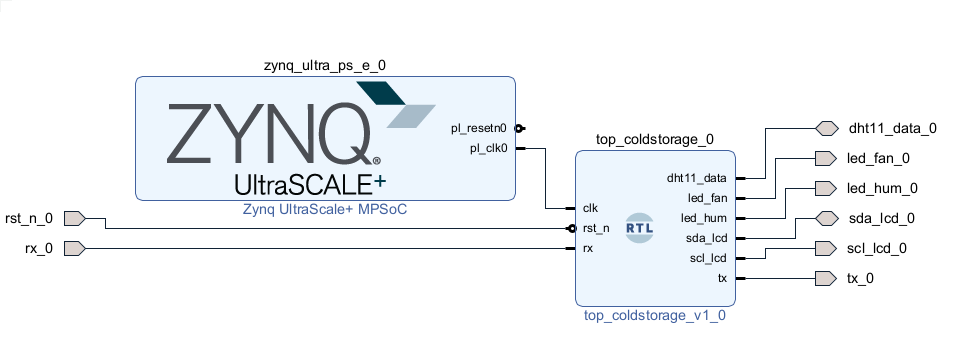 zynq_ultra_ps_e_0
ZYNQ®
UltraSCALE+
pl_resetn0
pl_clk0
Zynq UltraScale+ MPSoC
top_coldstorage_0
clk
rst_n
rx
RTL
dht11_data
led_fan
led_hum
sda_lcd
scl_lcd
tx
top_coldstorage_v1_0
rst_n_0
rx_0
dht11_data_0
led_fan_0
led_hum_0
sda_lcd_0
scl_lcd_0
tx_0